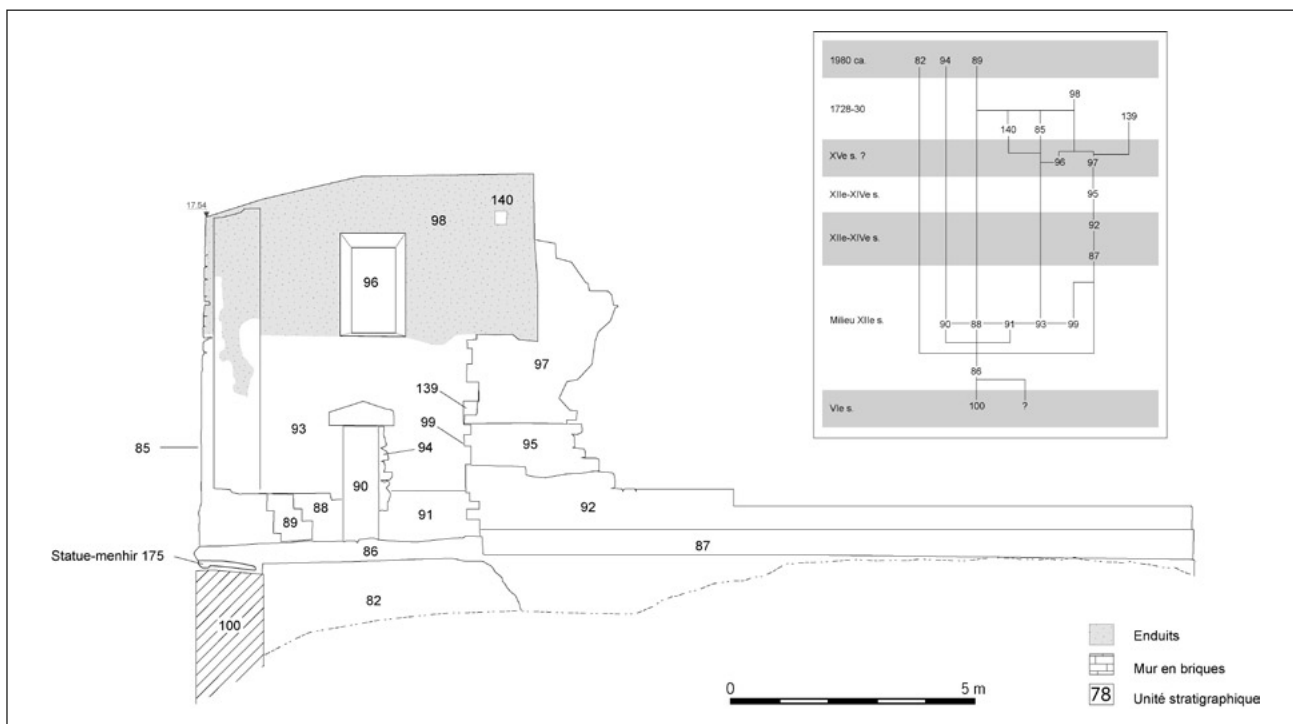 1980 ca.
82 94 89
1728-30
98
139
140 85
XVe s. ?
96 97
XIIe-XIVe s.
95
XIIe-XIVe s.
92
87
Milieu XIIe s.
90 88 91 93 99
86
VIe s.
100 ?
17.54
140
98
96
97
139
99
93
94
95
85
90
88
92
89
91
86
87
Statue-menhir 175
82
100
Enduits
Mur en briques
78 Unité stratigraphique
0 5 m